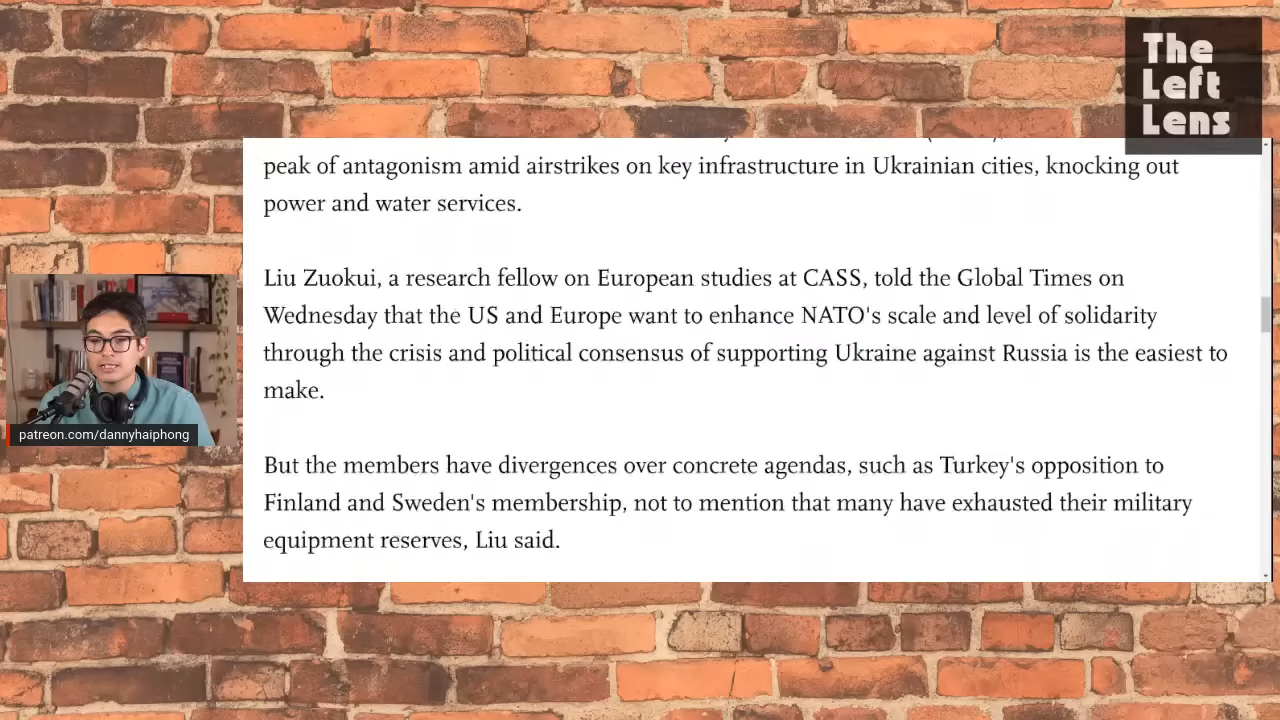 The
Left
Lens
peak of antagonism amid airstrikes on key infrastructure in Ukrainian cities, knocking out
power and water services.
Liu Zuokui, a research fellow on European studies at CASS, told the Global Times on
Wednesday that the US and Europe want to enhance NATO's scale and level of solidarity
through the crisis and political consensus of supporting Ukraine against Russia is the easiest to
make.
But the members have divergences over concrete agendas, such as Turkey's opposition to
Finland and Sweden's membership, not to mention that many have exhausted their military
equipment reserves, Liu said.
patreon.com/dannyhaiphong